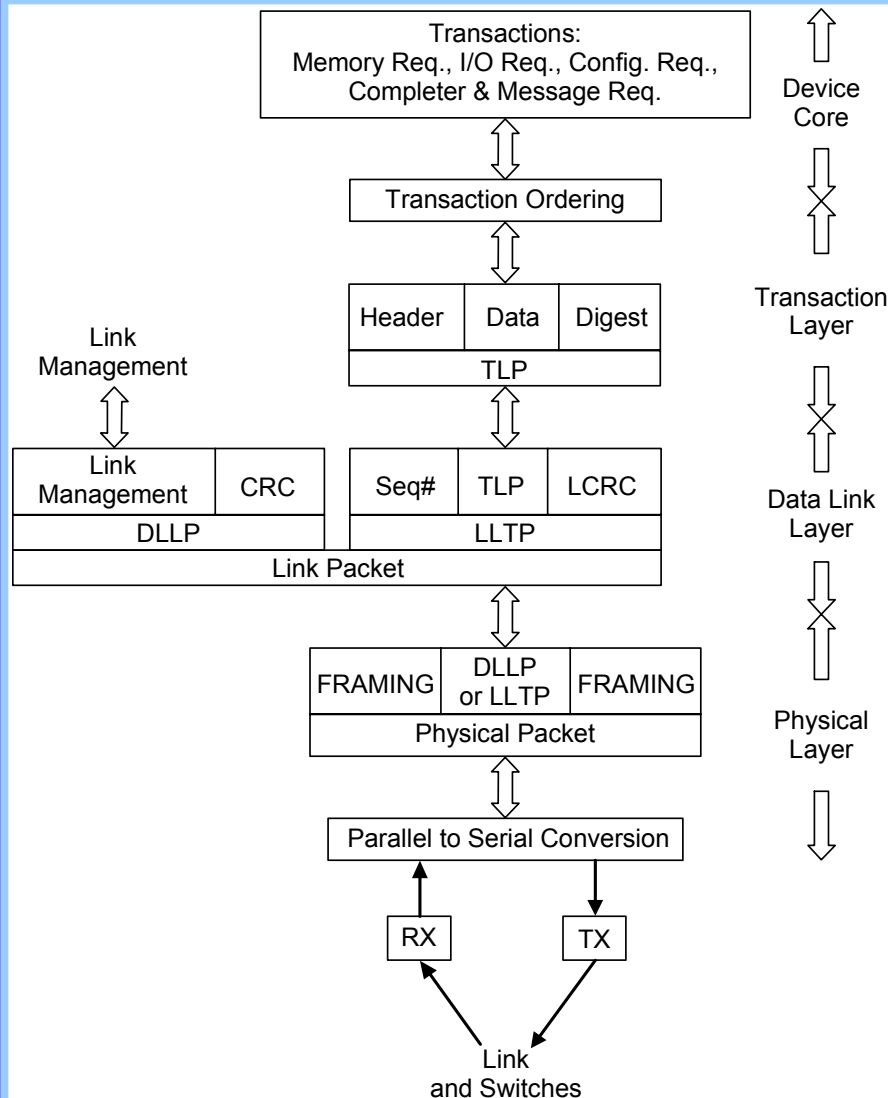 Transactions:
Memory Req., I/O Req., Config. Req.,
Completer & Message Req.
Device
Core
Transaction Ordering
Header
Data
Digest
TLP
Transaction
Layer
Link
Management
Link
Management
CRC
DLLP
Seq#
TLP
LCRC
LLTP
Link Packet
Data Link
Layer
FRAMING
DLLP
or LLTP
FRAMING
Physical Packet
Physical
Layer
Parallel to Serial Conversion
RX
TX
Link
and Switches